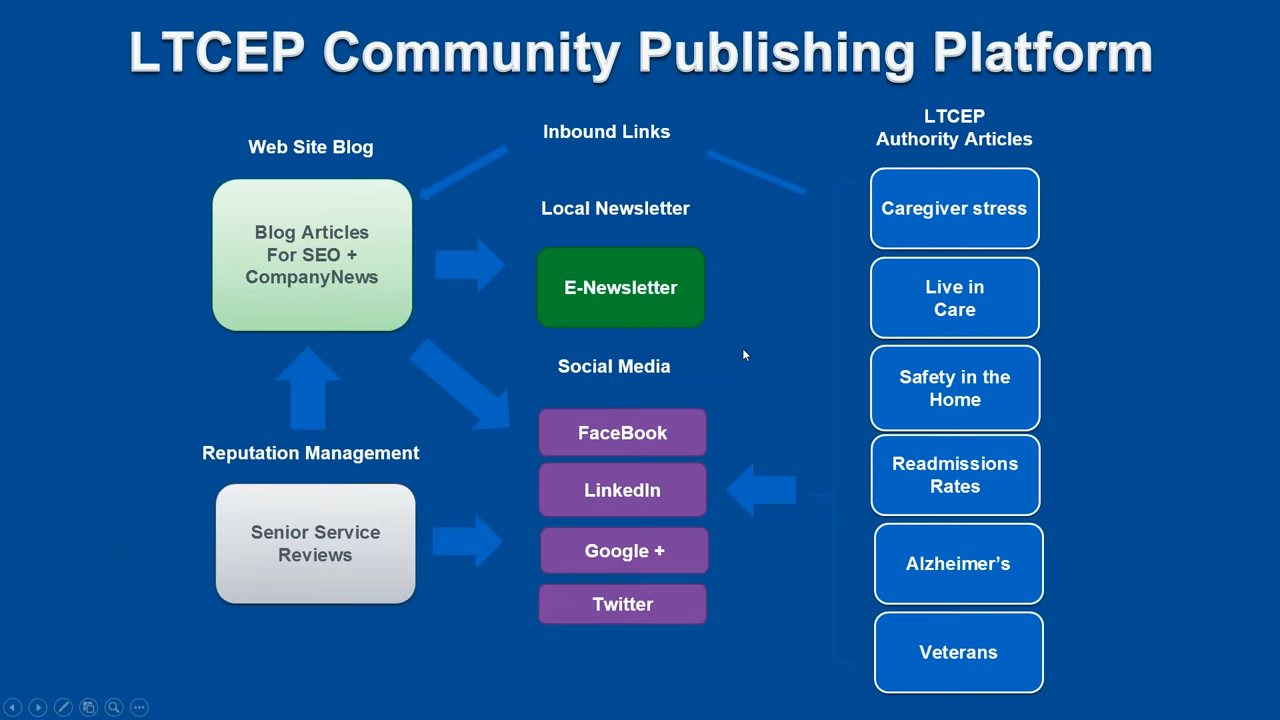 LTCEP Community Publishing Platform
Web Site Blog
Blog Articles
For SEO +
CompanyNews
Reputation Management
Senior Service
Reviews
Inbound Links
Local Newsletter
E-Newsletter
Social Media
FaceBook
LinkedIn
Google +
Twitter
LTCEP
Authority Articles
Caregiver stress
Live in
Care
Safety in the
Home
Readmissions
Rates
Alzheimer’s
Veterans